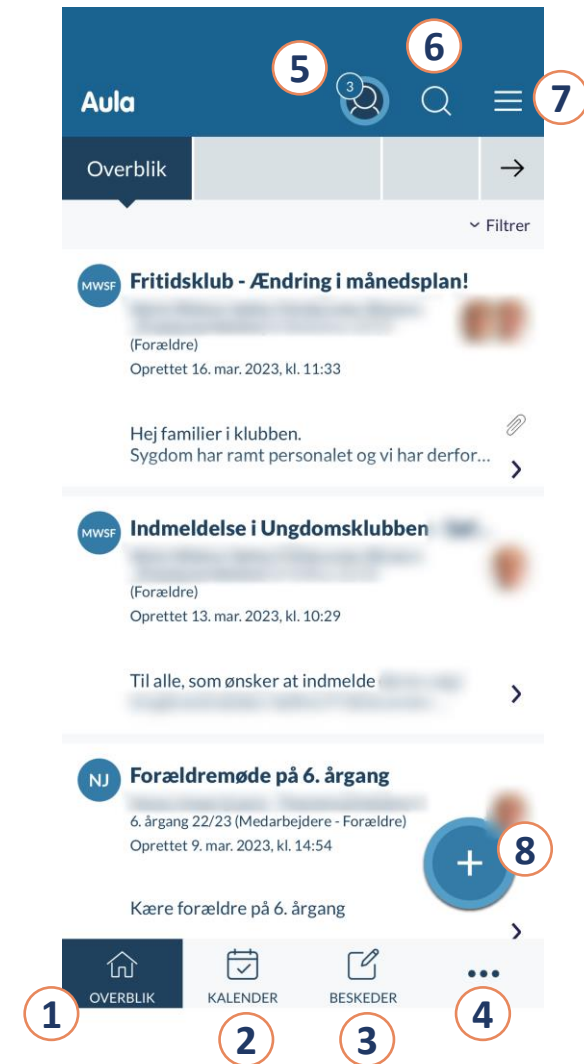 5
6
3
Aula
7
Overblik
Filtrer
MWSF
Fritidsklub - Ændring i månedsplan!
(Forældre)
Oprettet 16. mar. 2023, kl. 11:33
Hej familier i klubben.
Sygdom har ramt personalet og vi har derfor...
MWSF
Indmeldelse i Ungdomsklubben
(Forældre)
Oprettet 13. mar. 2023, kl. 10:29
Til alle, som ønsker at indmelde
NJ
Forældremøde på 6. årgang
6. årgang 22/23 (Medarbejdere - Forældre)
Oprettet 9. mar. 2023, kl. 14:54
8
Kære forældre på 6. årgang
OVERBLIK
KALENDER
BESKEDER
1
2
3
4